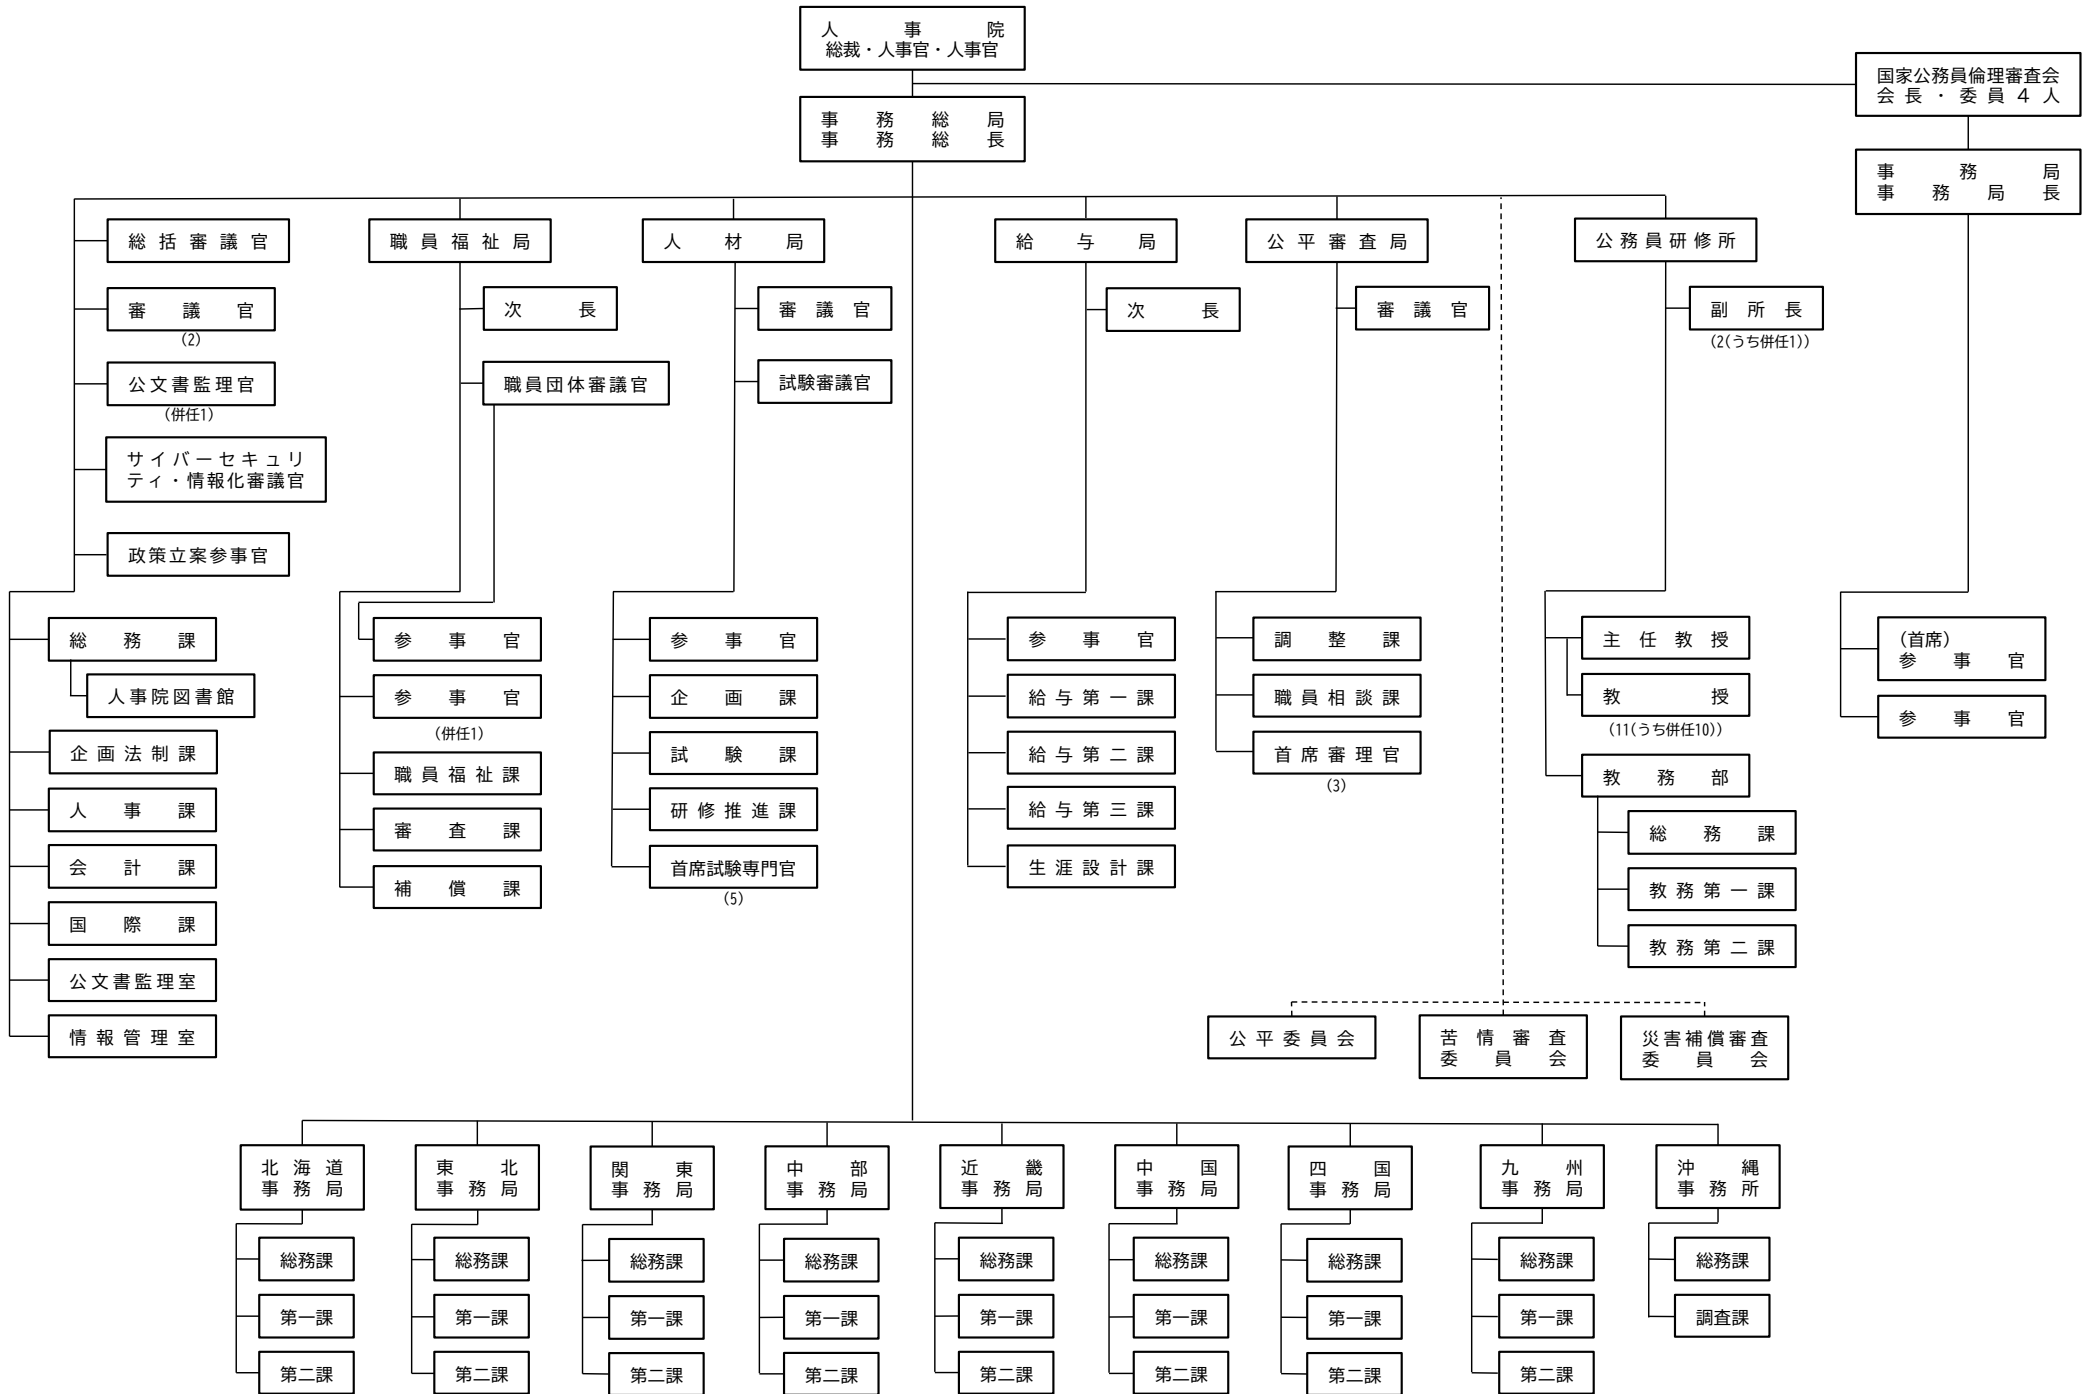 人事院
総裁・人事官・人事官
国家公務員倫理審査会
会長・委員４人
事務総局
事務総長
事務局
事務局長
総括審議官
審議官
(2)
公文書監理官
(併任1)
サイバーセキュリ
ティ・情報化審議官
政策立案参事官
総務課
人事院図書館
企画法制課
人事課
会計課
国際課
公文書監理室
情報管理室
職員福祉局
次長
職員団体審議官
参事官
参事官
(併任1)
職員福祉課
審査課
補償課
人材局
審議官
試験審議官
参事官
企画課
試験課
研修推進課
首席試験専門官
(5)
給与局
次長
参事官
給与第一課
給与第二課
給与第三課
生涯設計課
公平審査局
審議官
調整課
職員相談課
首席審理官
(3)
公務員研修所
副所長
(2(うち併任1))
主任教授
教授
(11(うち併任10))
教務部
総務課
教務第一課
教務第二課
(首席)
参事官
参事官
公平委員会
苦情審査
委員会
災害補償審査
委員会
北海道
事務局
総務課
第一課
第二課
東北
事務局
総務課
第一課
第二課
関東
事務局
総務課
第一課
第二課
中部
事務局
総務課
第一課
第二課
近畿
事務局
総務課
第一課
第二課
中国
事務局
総務課
第一課
第二課
四国
事務局
総務課
第一課
第二課
九州
事務局
総務課
第一課
第二課
沖縄
事務所
総務課
調査課